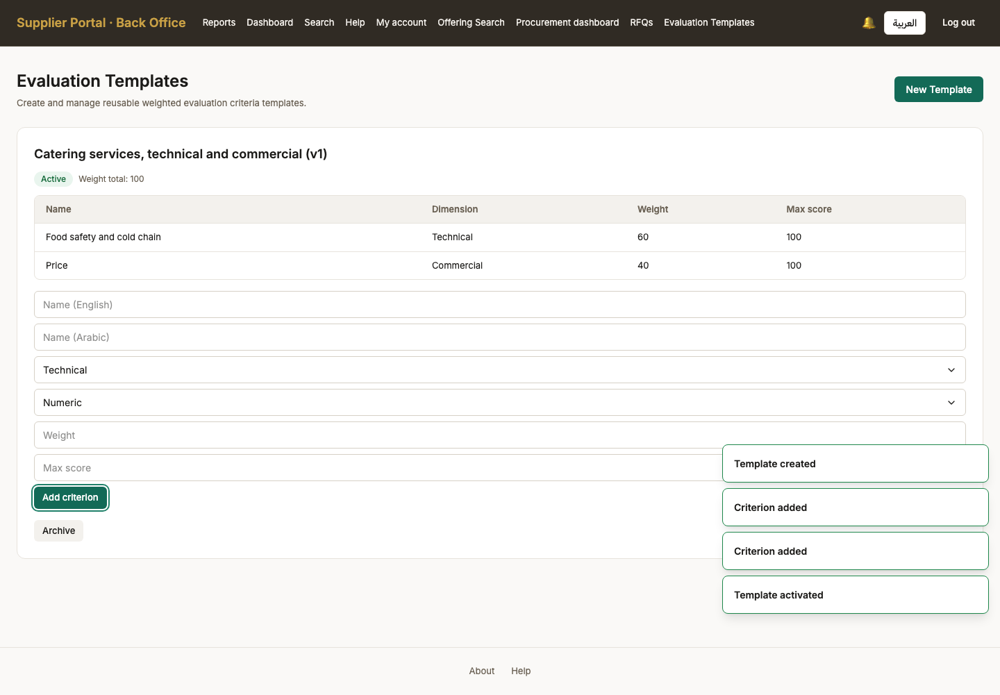 Supplier Portal · Back Office
Reports
Dashboard
Search
Help
My account
Offering Search
Procurement dashboard
RFQs
Evaluation Templates
العربية
Log out
Evaluation Templates
Create and manage reusable weighted evaluation criteria templates.
New Template
Catering services, technical and commercial (v1)
Active Weight total: 100
Name Dimension Weight Max score
Food safety and cold chain Technical 60 100
Price Commercial 40 100
Name (English)
Name (Arabic)
Technical
Numeric
Weight
Max score
Add criterion
Archive
Template created
Criterion added
Criterion added
Template activated
About Help